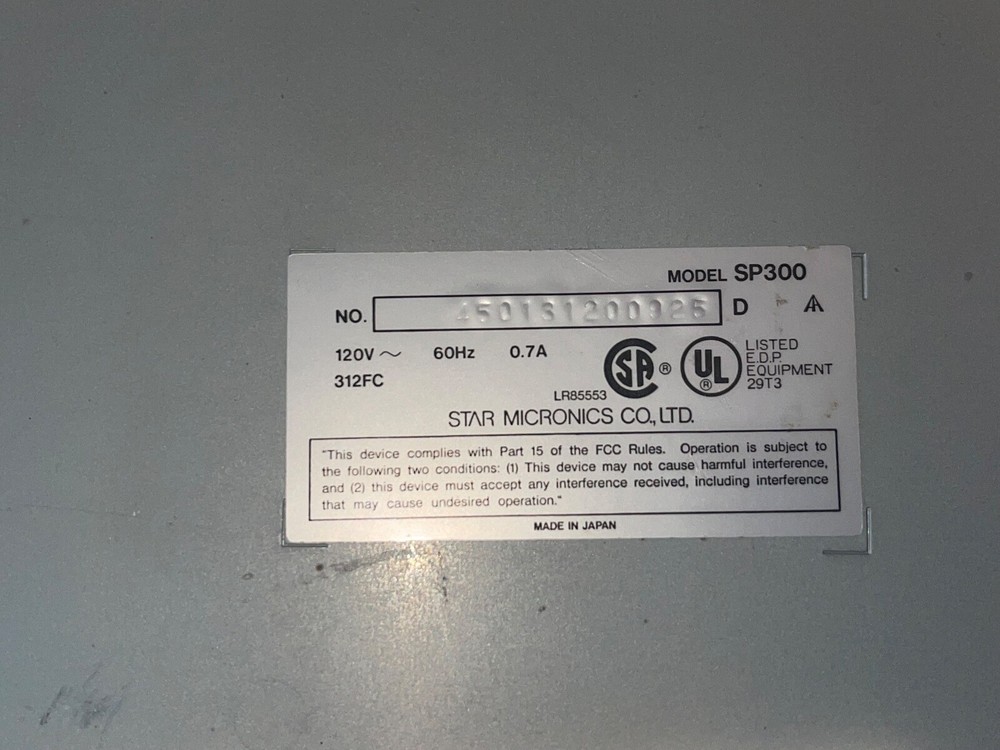 MODEL SP300
NO. 450131200925 D
120V ~ 60Hz 0.7A
312FC
LR85553
SA ®
UL ®
LISTED
E.D.P.
EQUIPMENT
29T3
STAR MICRONICS CO., LTD.
"This device complies with Part 15 of the FCC Rules. Operation is subject to
the following two conditions: (1) This device may not cause harmful interference,
and (2) this device must accept any interference received, including interference
that may cause undesired operation."
MADE IN JAPAN